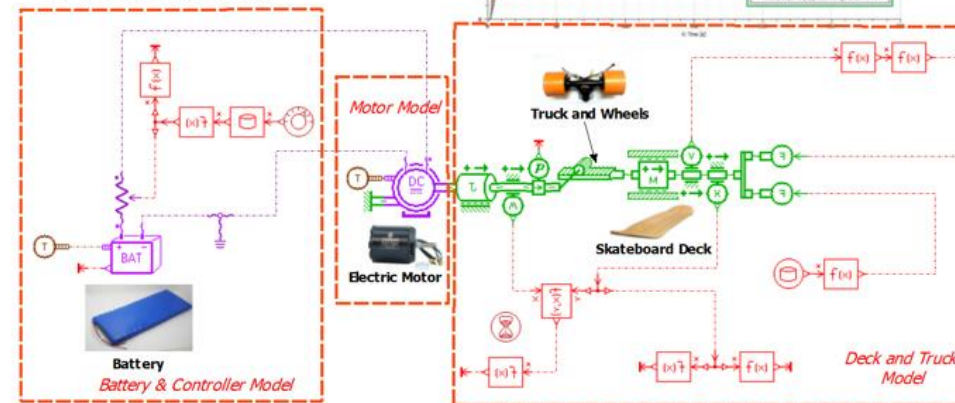 f(x)
f(x)
f(x)
f(x)
Motor Model
Truck and Wheels
T
DC
M
V
X
M
T
BAT
Electric Motor
Skateboard Deck
f(x)
f(x,y)
Battery
Battery & Controller Model
f(x)
f(x)
f(x)
Deck and Truck
Model